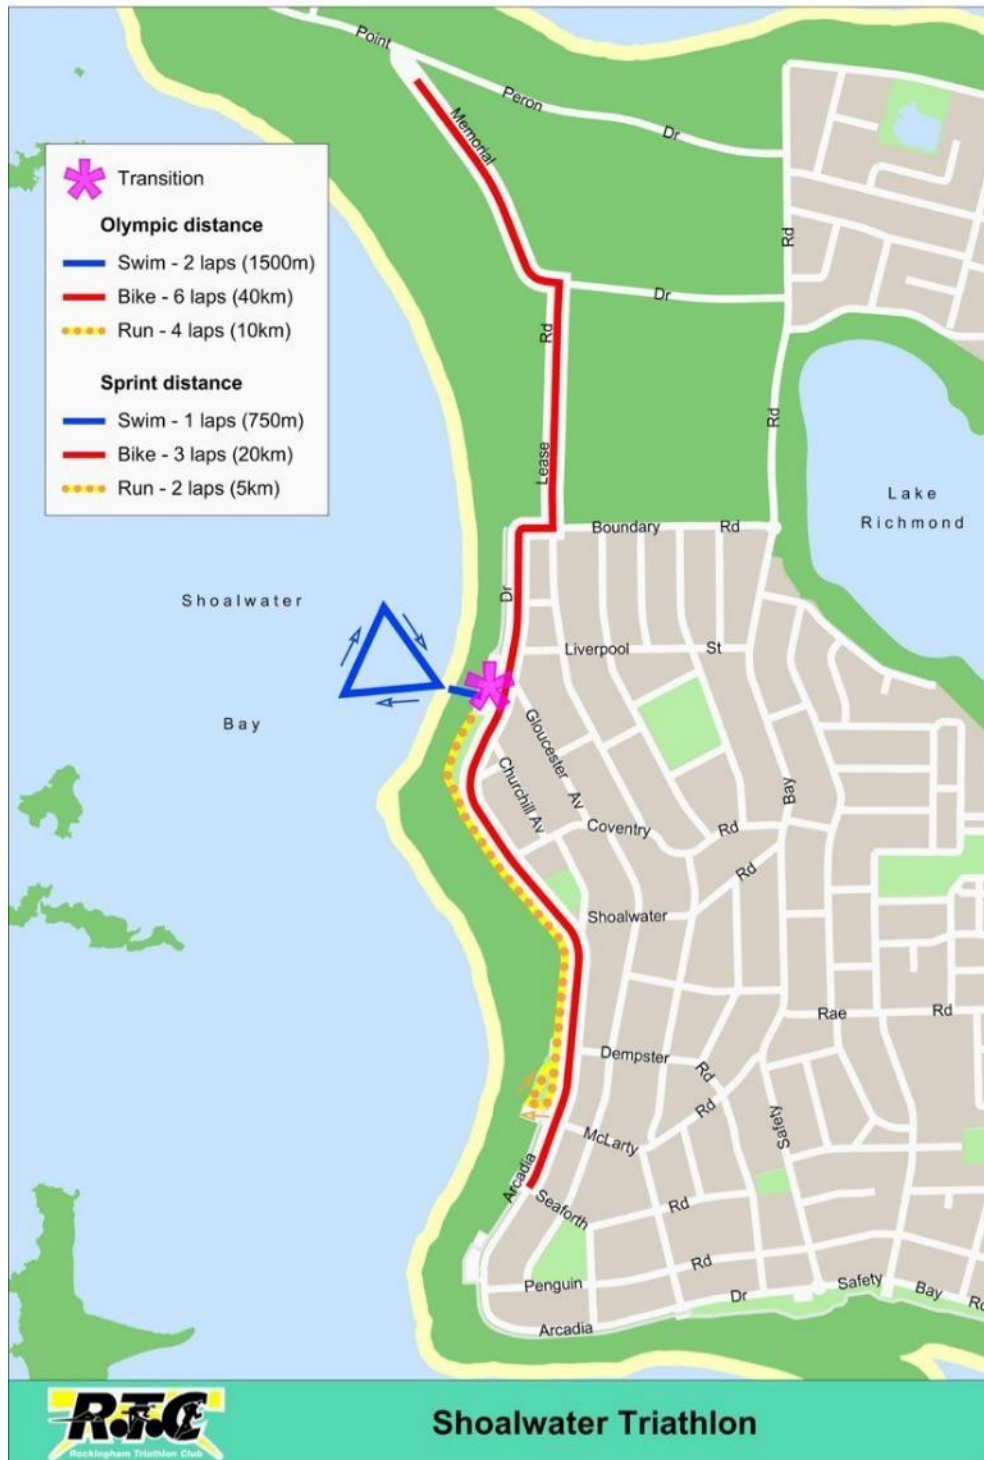 Point
Peron
Dr
Memorial
Transition
Olympic distance
Swim - 2 laps (1500m)
Bike - 6 laps (40km)
Run - 4 laps (10km)
Sprint distance
Swim - 1 laps (750m)
Bike - 3 laps (20km)
Run - 2 laps (5km)
Rd
Dr
Rd
Rd
Lease
Lake
Richmond
Boundary Rd
Dr
Shoalwater
Bay
Liverpool St
Gloucester Av
Churchill Av
Bay
Coventry Rd
Rd
Shoalwater
Rae Rd
Dempster
Rd
Rd
Safety
McLarty
Arcadia
Seaforth
Rd
Penguin
Rd
Dr
Safety
Bay
Rd
Arcadia
R.T.C
Rockingham Triathlon Club
Shoalwater Triathlon